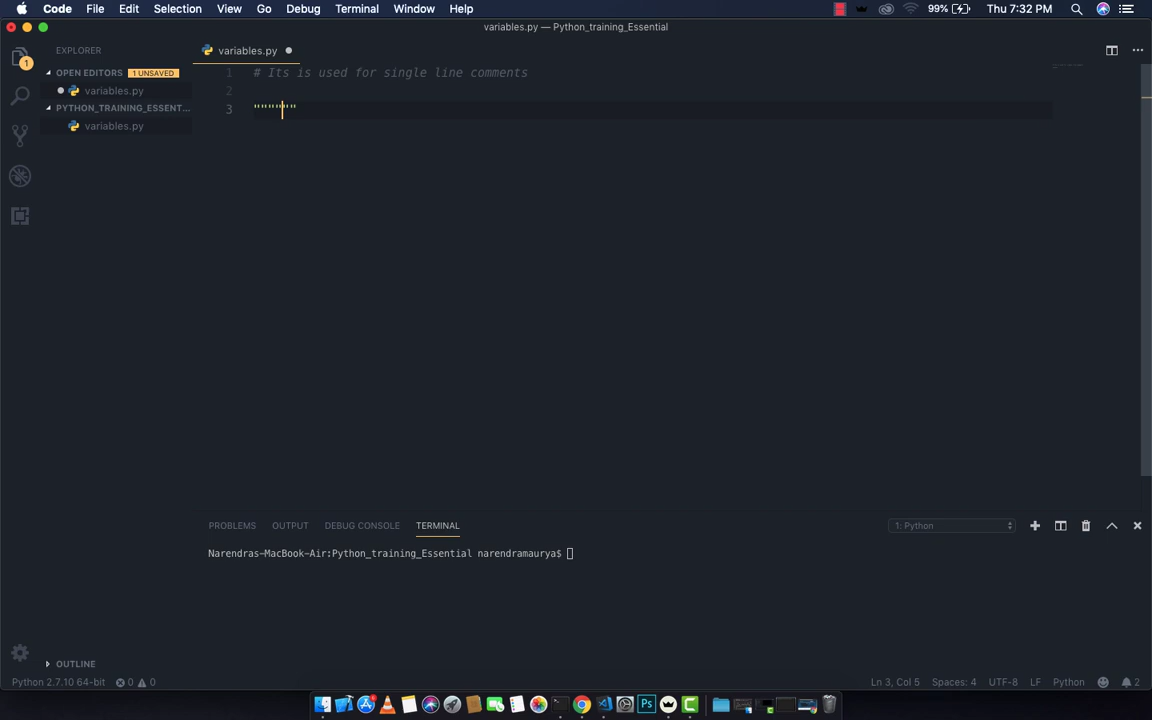 Code File Edit Selection View Go Debug Terminal Window Help 99% Thu 7:32 PM
variables.py — Python_training_Essential
EXPLORER
variables.py
OPEN EDITORS 1 UNSAVED
variables.py
PYTHON_TRAINING_ESSENT...
variables.py
1
1 # Its is used for single line comments
2
3 """"""
PROBLEMS OUTPUT DEBUG CONSOLE TERMINAL 1: Python
Narendras-MacBook-Air:Python_training_Essential narendramaurya$
OUTLINE
Python 2.7.10 64-bit 0 0 Ln 3, Col 5 Spaces: 4 UTF-8 LF Python 2
Ps